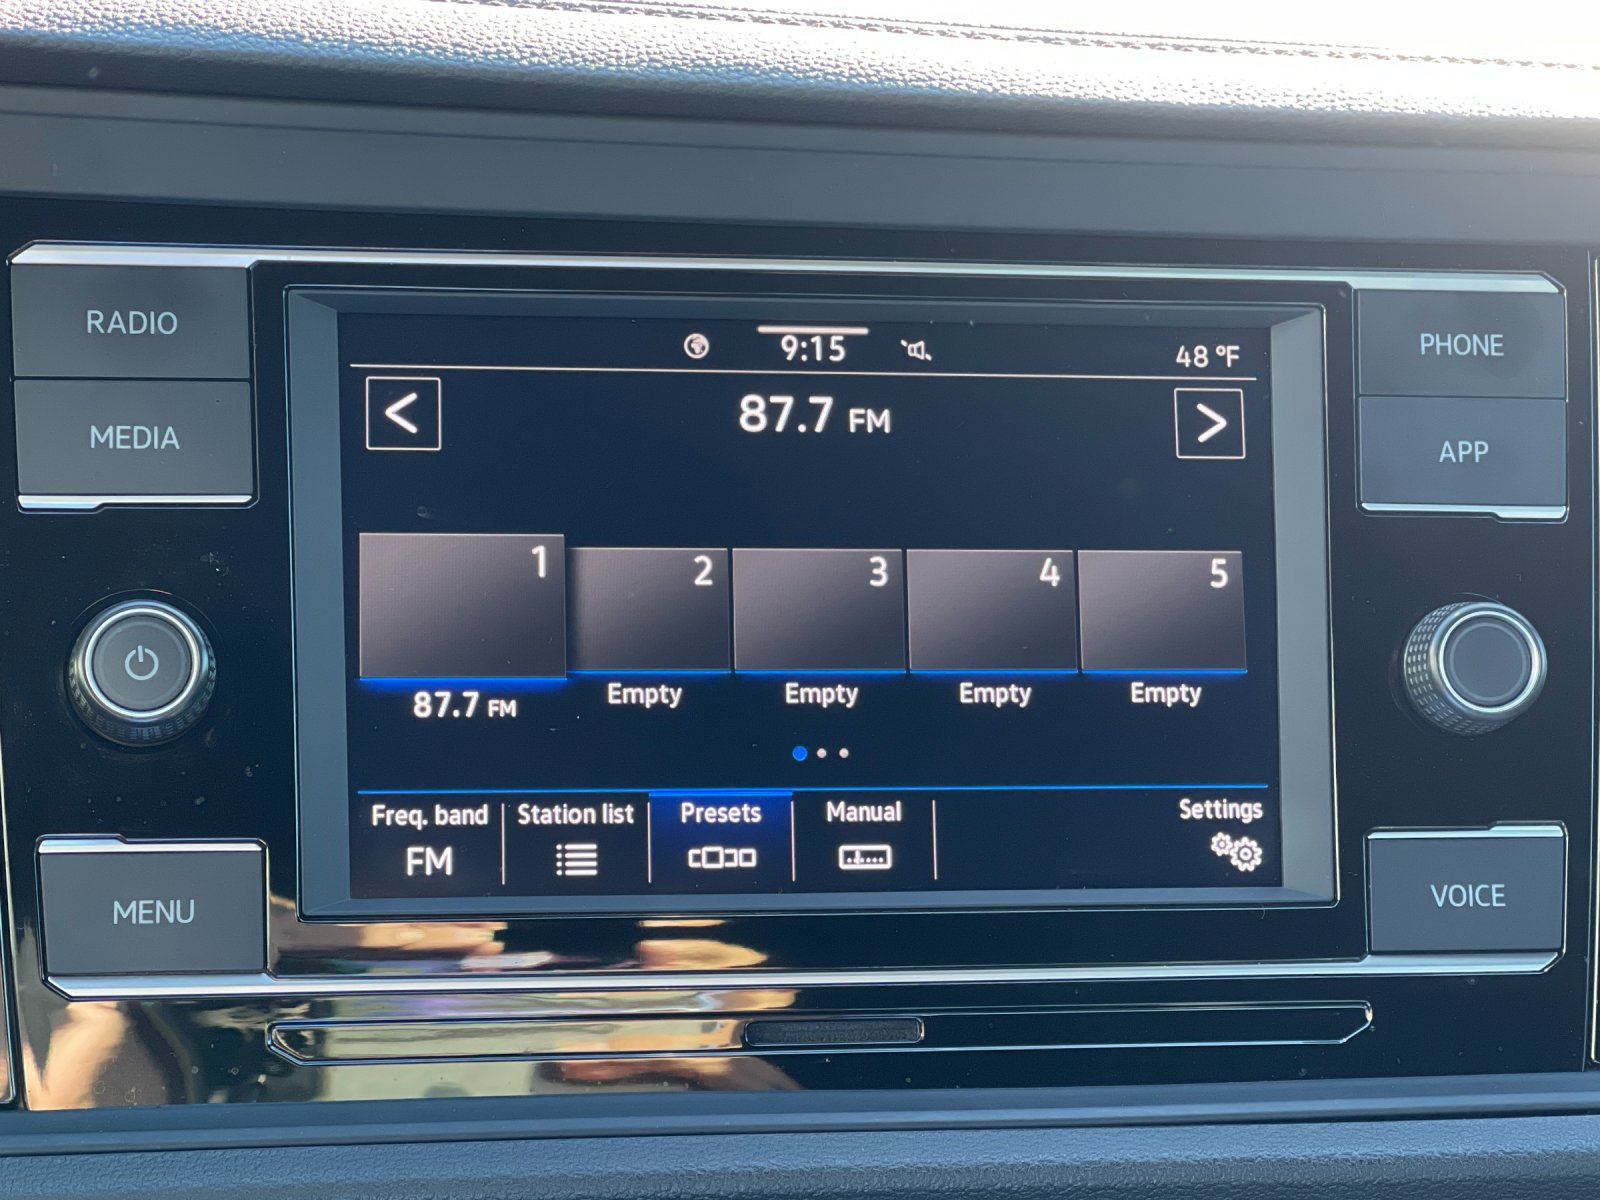 RADIO
MEDIA
MENU
9:15
48 °F
<
87.7 FM
>
1
2
3
4
5
87.7 FM
Empty
Empty
Empty
Empty
Freq. band
FM
Station list
Presets
Manual
Settings
PHONE
APP
VOICE